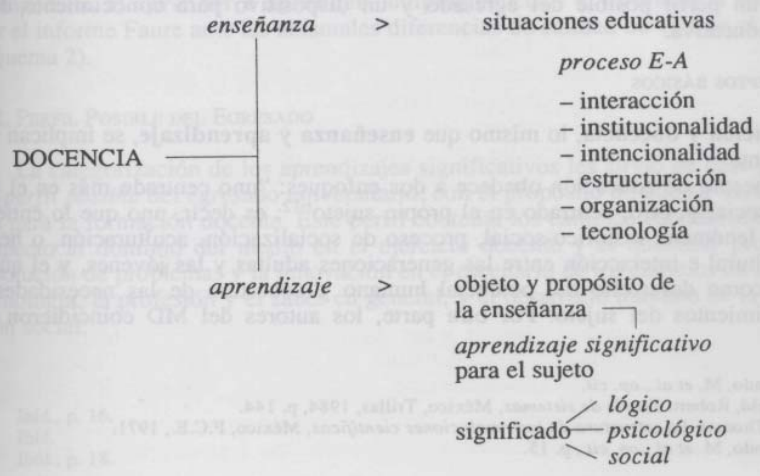 enseñanza > situaciones educativas
proceso E-A
– interacción
– institucionalidad
DOCENCIA
– intencionalidad
– estructuración
– organización
– tecnología
aprendizaje > objeto y propósito de
la enseñanza
aprendizaje significativo
para el sujeto
lógico
significado psicológico
social